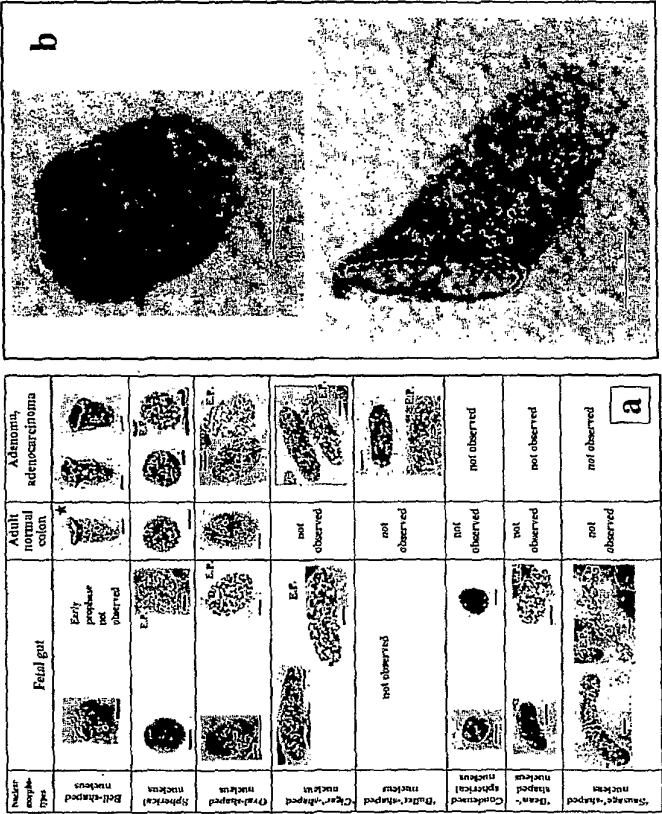 b
Nuclear
morpho-
types
Fetal gut
Adult
normal
colon
Adenoma,
adenocarcinoma
Bell-shaped
nucleus
Early
prophase
not
observed
*
Spherical
nucleus
E.P.
E.P.
Oval-shaped
nucleus
E.P.
E.P.
"Cigar"-shaped
nucleus
E.P.
not
observed
E.P.
"Bullet"-shaped
nucleus
not observed
not
observed
E.P.
Condensed
spherical
nucleus
not
observed
not observed
"Bean"-
shaped
nucleus
E.P.
not
observed
not observed
"Sausage"-shaped
nucleus
not
observed
not observed
a